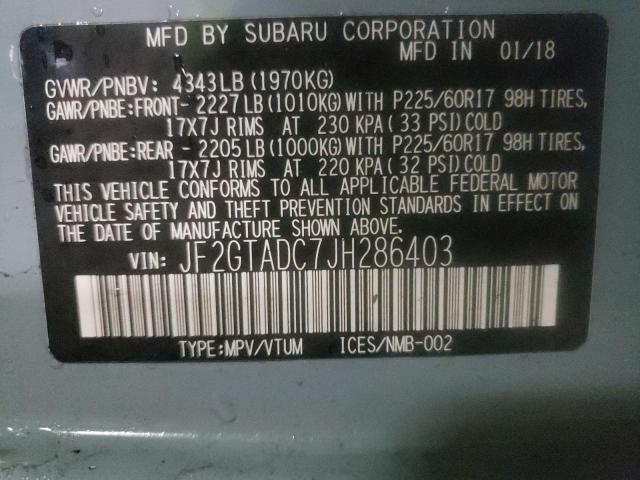 MFD BY SUBARU CORPORATION
MFD IN 01/18
GVWR/PNBV: 4343LB (1970KG)
GAWR/PNBE:FRONT- 2227LB (1010KG) WITH P225/60R17 98H TIRES,
17X7J RIMS AT 230 KPA (33 PSI) COLD
GAWR/PNBE:REAR - 2205LB (1000KG) WITH P225/60R17 98H TIRES,
17X7J RIMS AT 220 KPA (32 PSI) COLD
THIS VEHICLE CONFORMS TO ALL APPLICABLE FEDERAL MOTOR
VEHICLE SAFETY AND THEFT PREVENTION STANDARDS IN EFFECT ON
THE DATE OF MANUFACTURE SHOWN ABOVE.
VIN: JF2GTADC7JH286403
TYPE:MPV/VTUM ICES/NMB-002